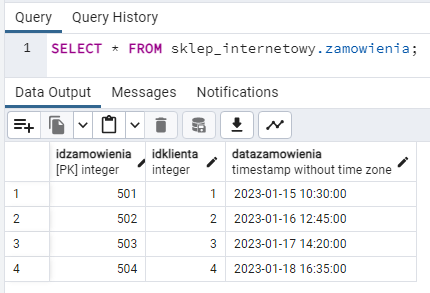 Query Query History
1 SELECT * FROM sklep_internetowy.zamowienia;
Data Output Messages Notifications
idzamowienia idklienta datazamowienia
[PK] integer integer timestamp without time zone
1 501 1 2023-01-15 10:30:00
2 502 2 2023-01-16 12:45:00
3 503 3 2023-01-17 14:20:00
4 504 4 2023-01-18 16:35:00